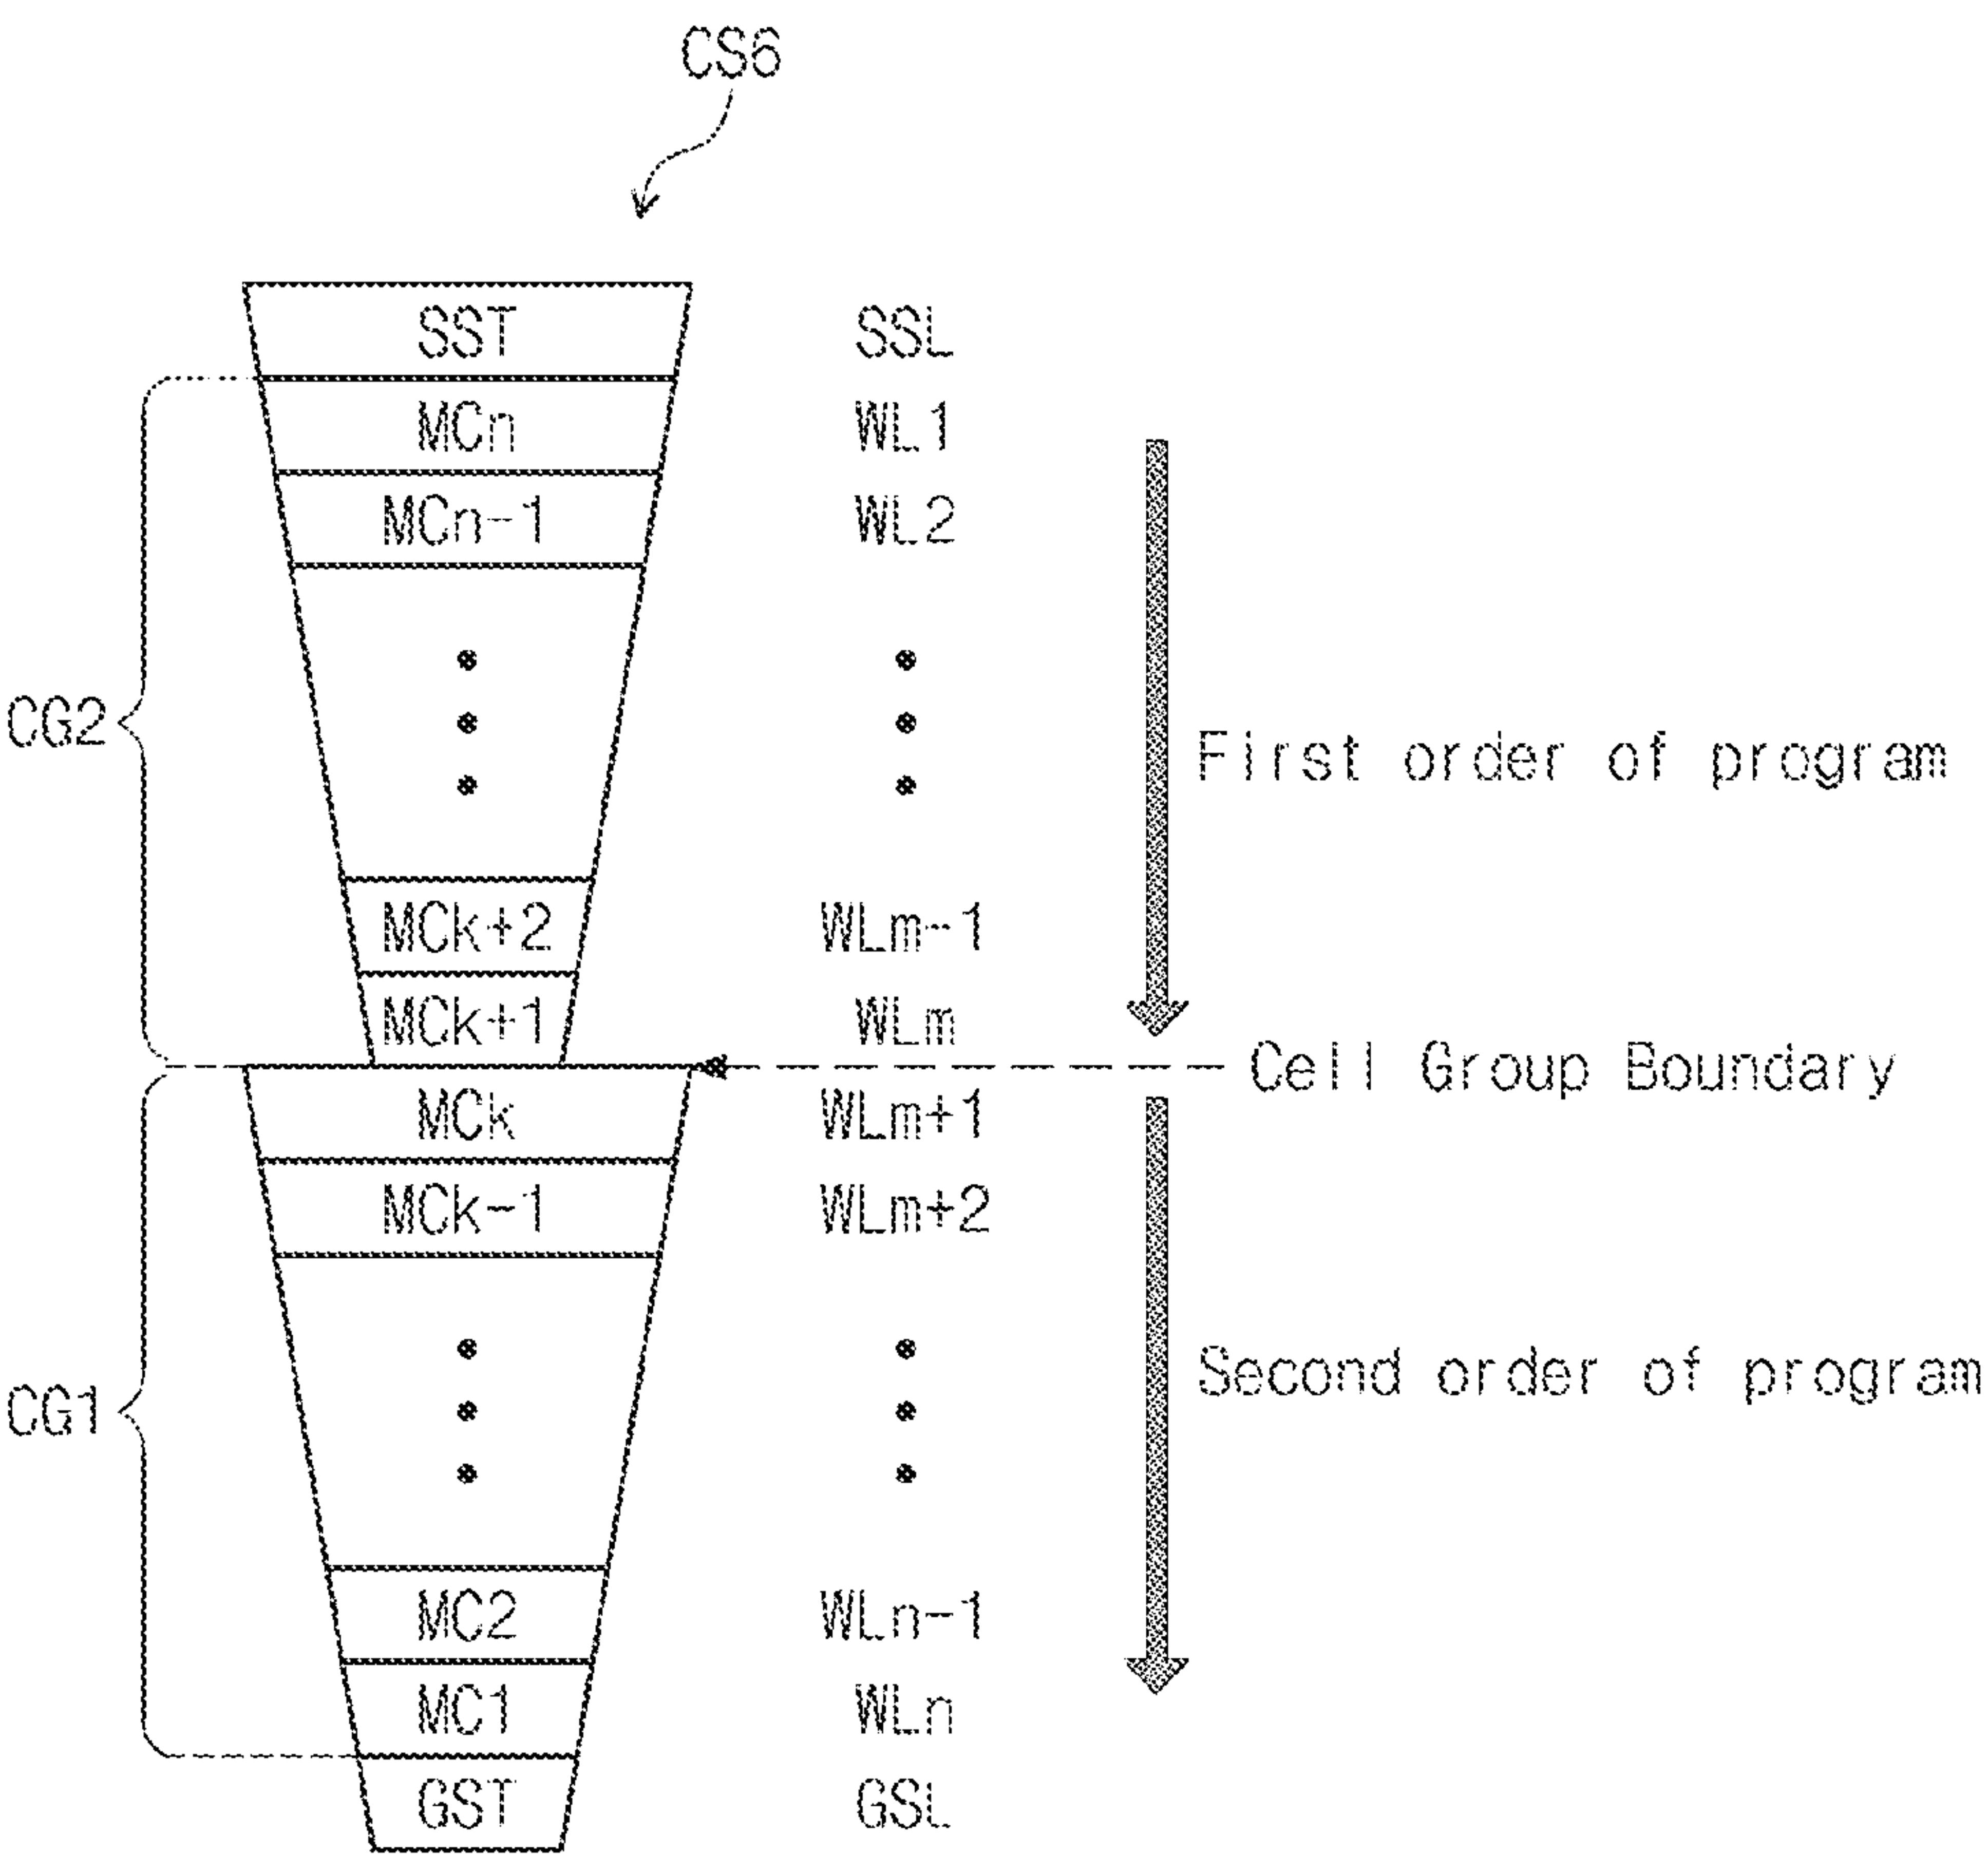 CS6
SST SSL
MCn WL1
MCn-1 WL2
CG2
First order of program
MCk+2 WLm-1
MCk+1 WLm
Cell Group Boundary
MCk WLm+1
MCk-1 WLm+2
CG1
Second order of program
MC2 WLn-1
MC1 WLn
GST GSL